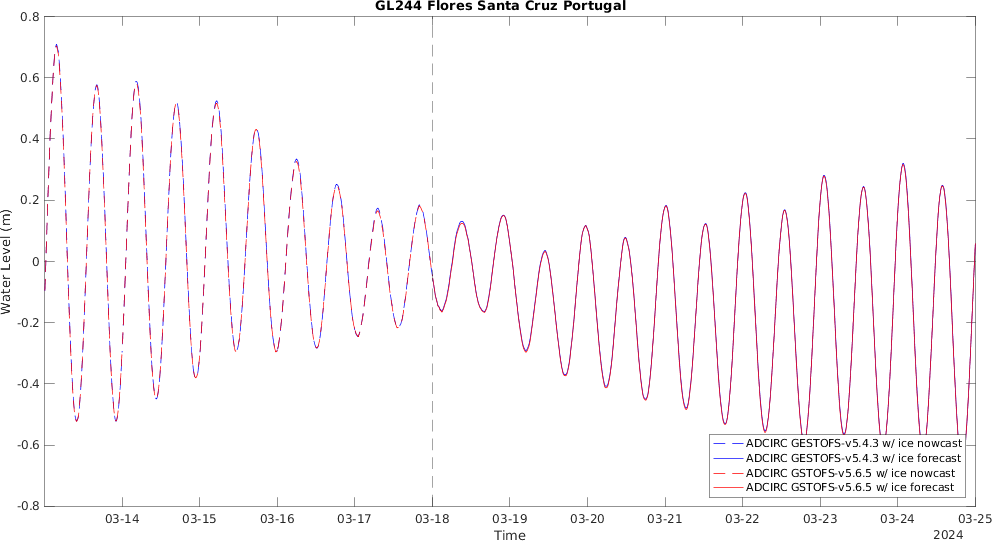 GL244 Flores Santa Cruz Portugal
0.8
0.6
0.4
0.2
0
-0.2
-0.4
-0.6
-0.8
Water Level (m)
ADCIRC GESTOFS-v5.4.3 w/ ice nowcast
ADCIRC GESTOFS-v5.4.3 w/ ice forecast
ADCIRC GSTOFS-v5.6.5 w/ ice nowcast
ADCIRC GSTOFS-v5.6.5 w/ ice forecast
03-14 03-15 03-16 03-17 03-18 03-19 03-20 03-21 03-22 03-23 03-24 03-25
Time
2024